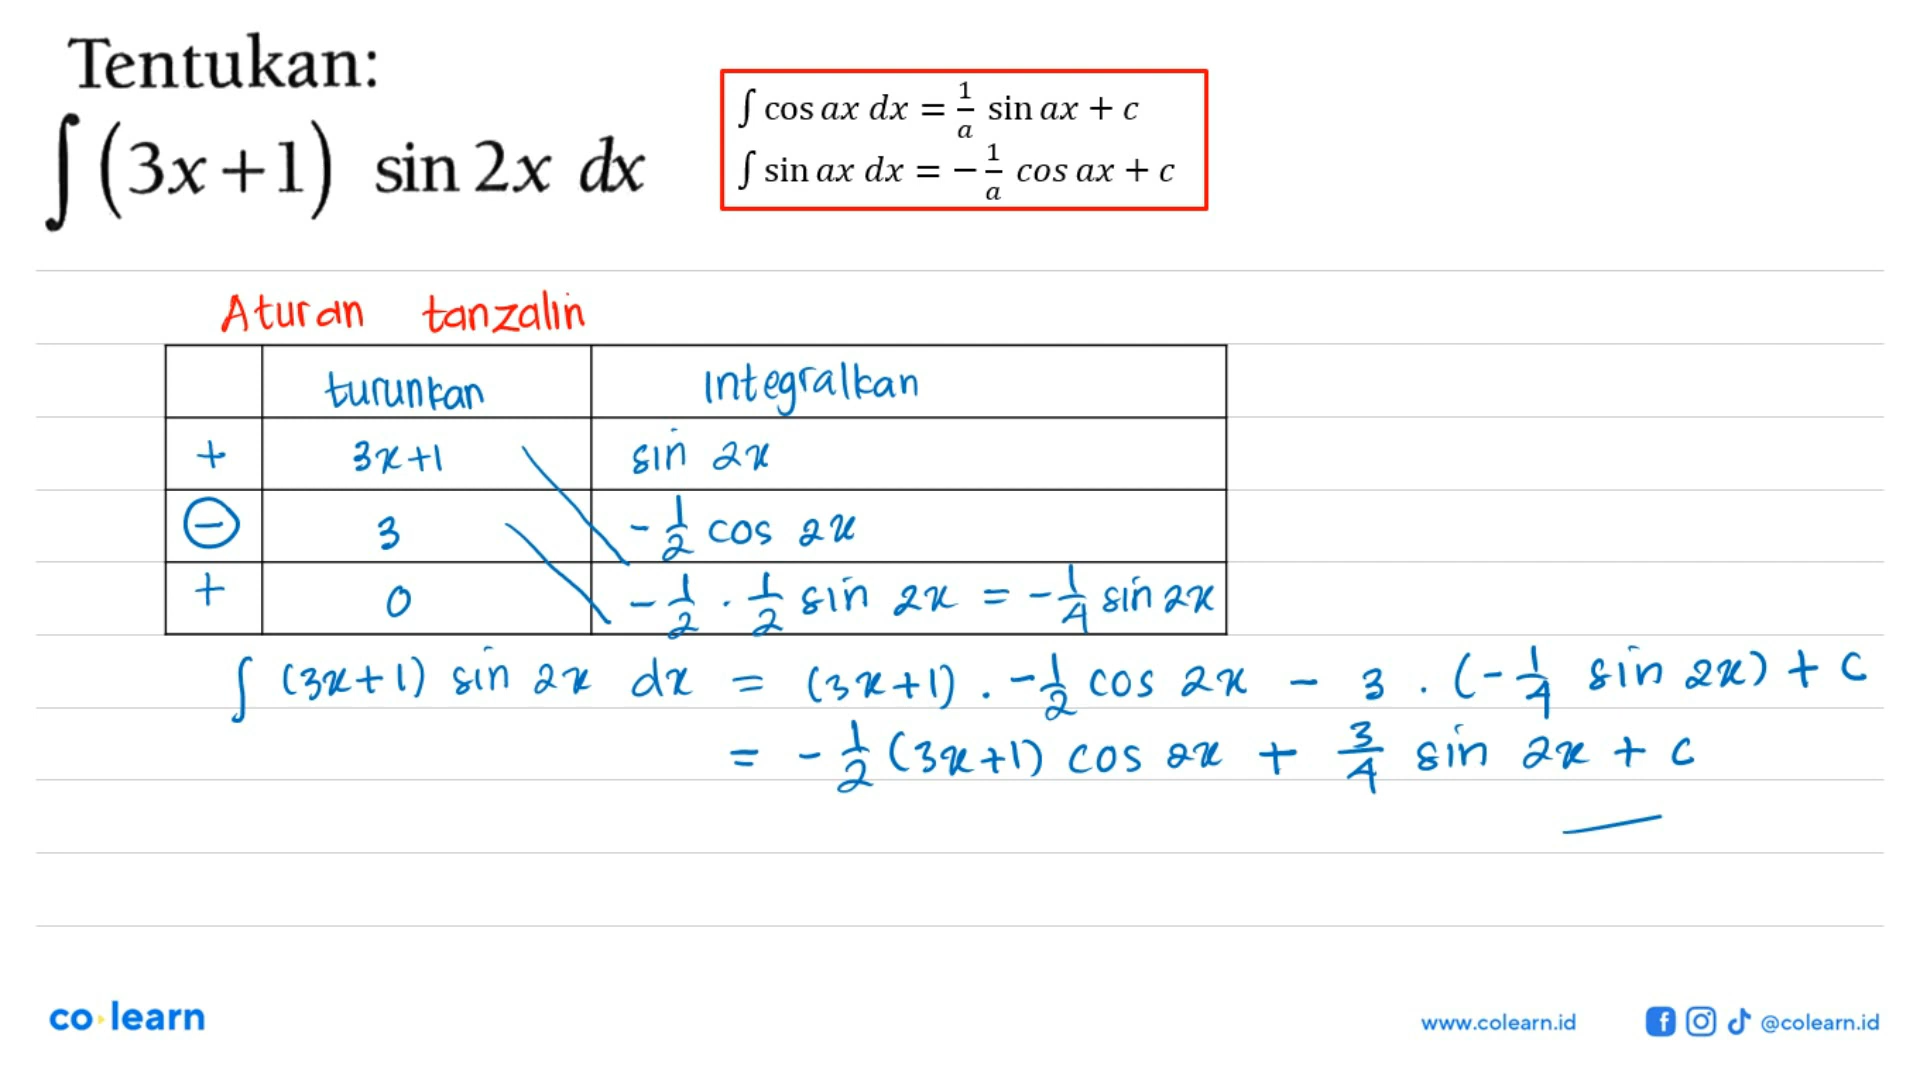 Tentukan:
∫ (3x+1) sin 2x dx
∫ cos ax dx = 1/a sin ax + c
∫ sin ax dx = − 1/a cos ax + c
Aturan tanzalin
turunkan integralkan
+ 3x+1 sin 2x
− 3 − 1/2 cos 2x
+ 0 − 1/2 . 1/2 sin 2x = − 1/4 sin 2x
∫ (3x+1) sin 2x dx = (3x+1) . − 1/2 cos 2x − 3 . (− 1/4 sin 2x) + c
= − 1/2 (3x+1) cos 2x + 3/4 sin 2x + c
co learn
www.colearn.id @colearn.id